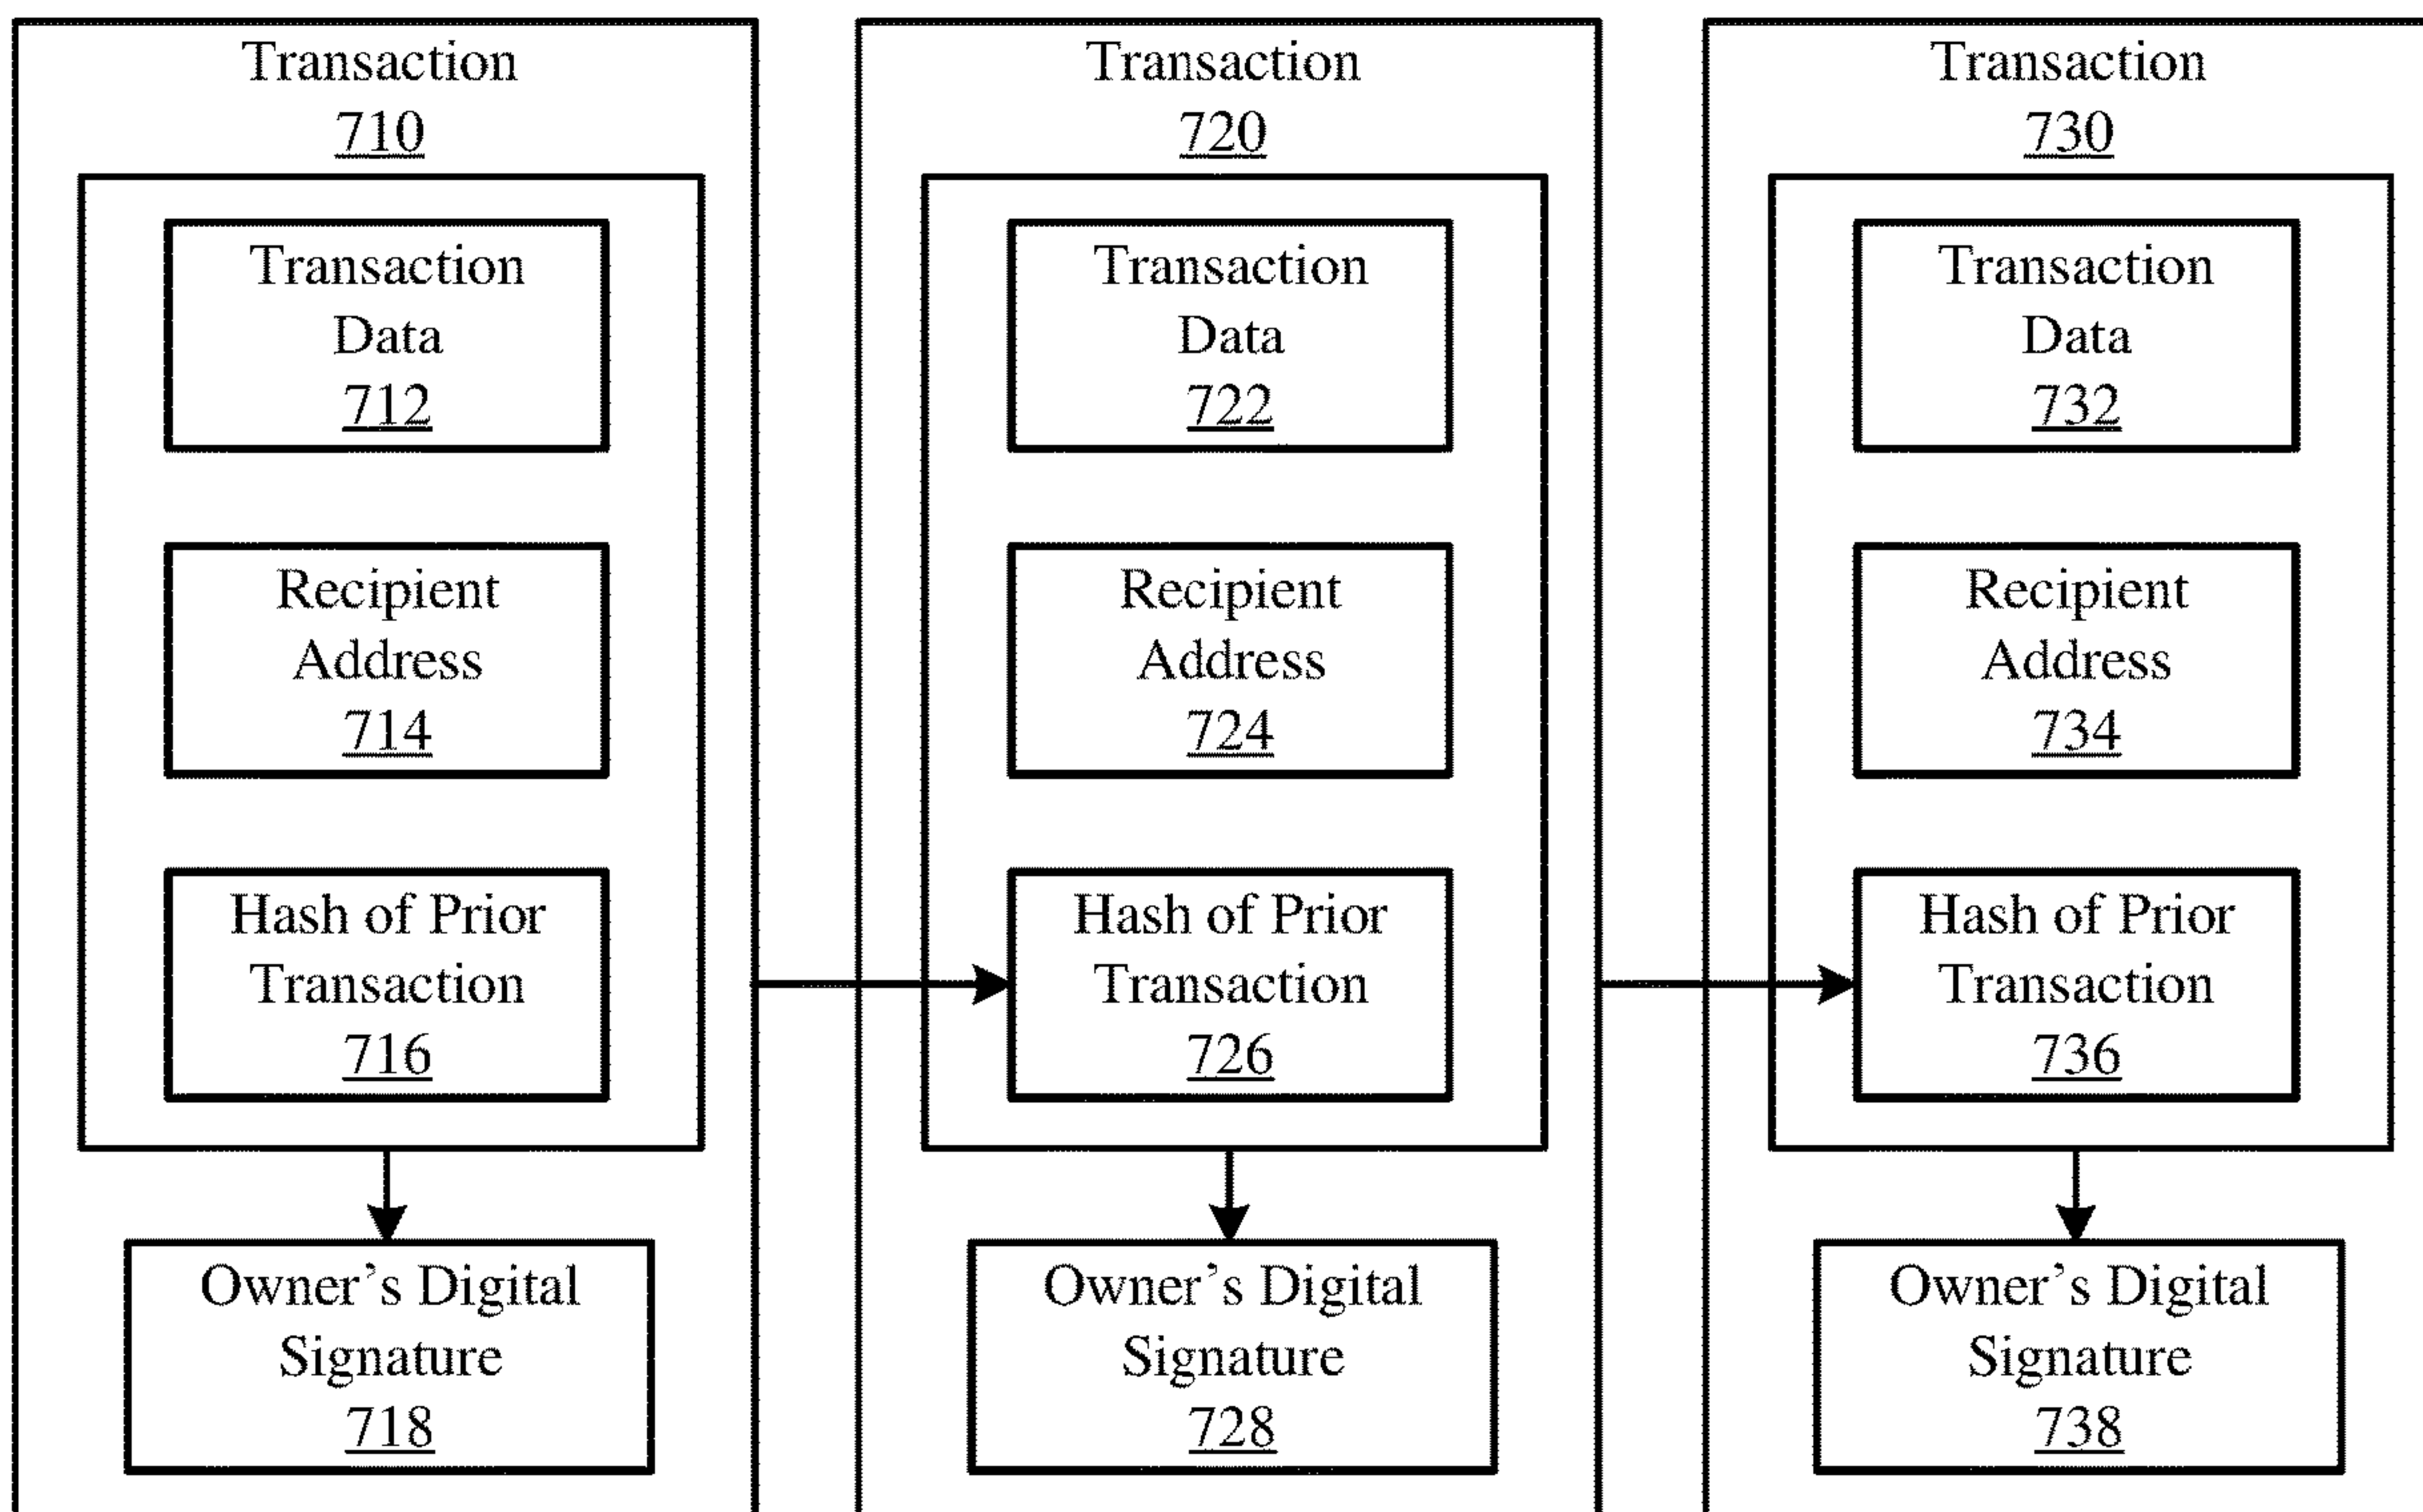 Transaction
710
Transaction
Data
712
Recipient
Address
714
Hash of Prior
Transaction
716
Owner’s Digital
Signature
718
Transaction
720
Transaction
Data
722
Recipient
Address
724
Hash of Prior
Transaction
726
Owner’s Digital
Signature
728
Transaction
730
Transaction
Data
732
Recipient
Address
734
Hash of Prior
Transaction
736
Owner’s Digital
Signature
738